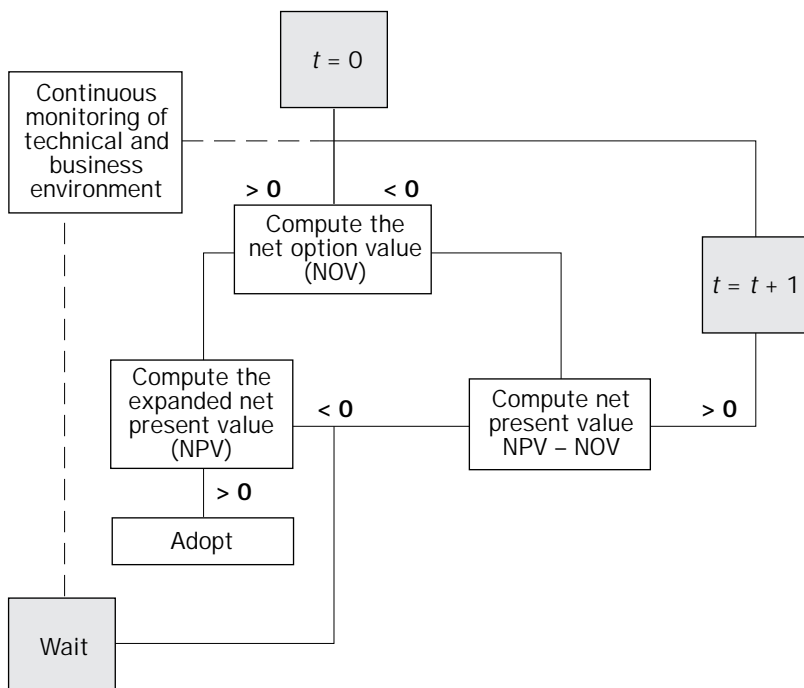 t = 0
Continuous
monitoring of
technical and
business
environment
> 0
< 0
Compute the
net option value
(NOV)
t = t + 1
Compute the
expanded net
present value
(NPV)
< 0
Compute net
present value
NPV – NOV
> 0
> 0
Adopt
Wait